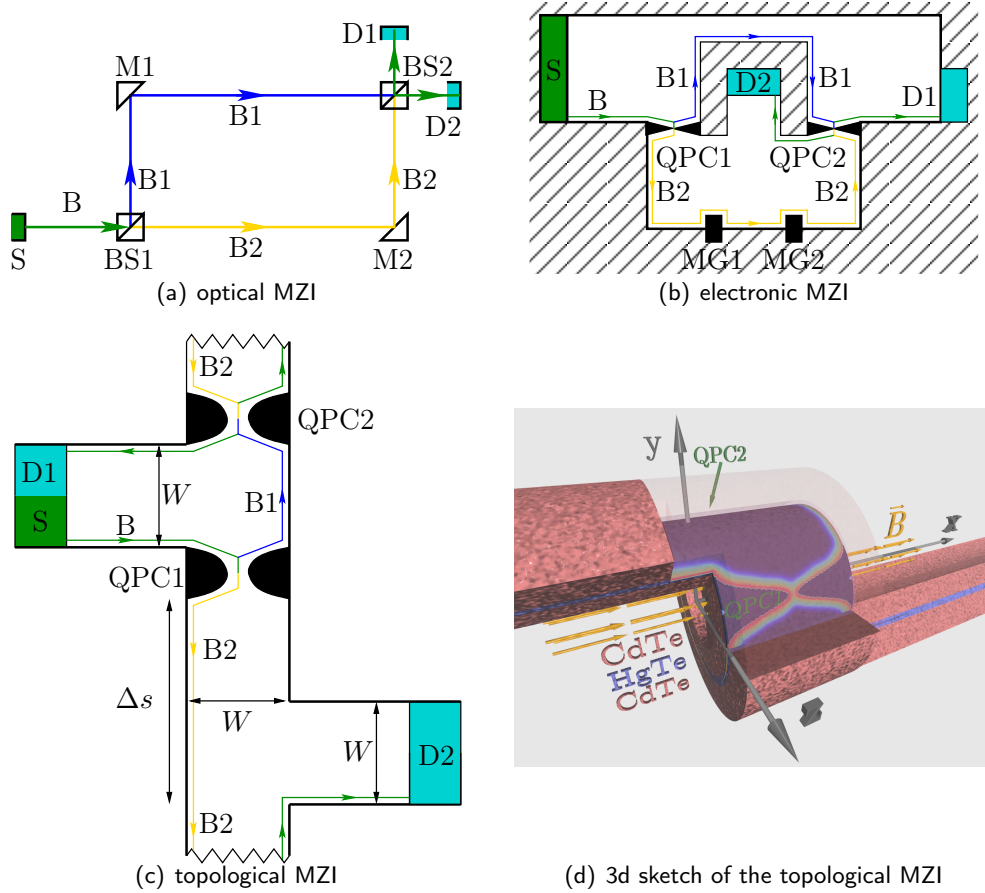 D1
BS2
M1
B1
D2
B1
B2
B
B2
S
BS1
M2
(a) optical MZI
S
B1
D2
B1
D1
B
QPC1
QPC2
B2
B2
MG1
MG2
(b) electronic MZI
B2
QPC2
D1
W
B1
S
B
QPC1
B2
Δs
W
W
D2
B2
(c) topological MZI
y
QPC2
B⃗
x
QPC1
CdTe
HgTe
CdTe
z
(d) 3d sketch of the topological MZI